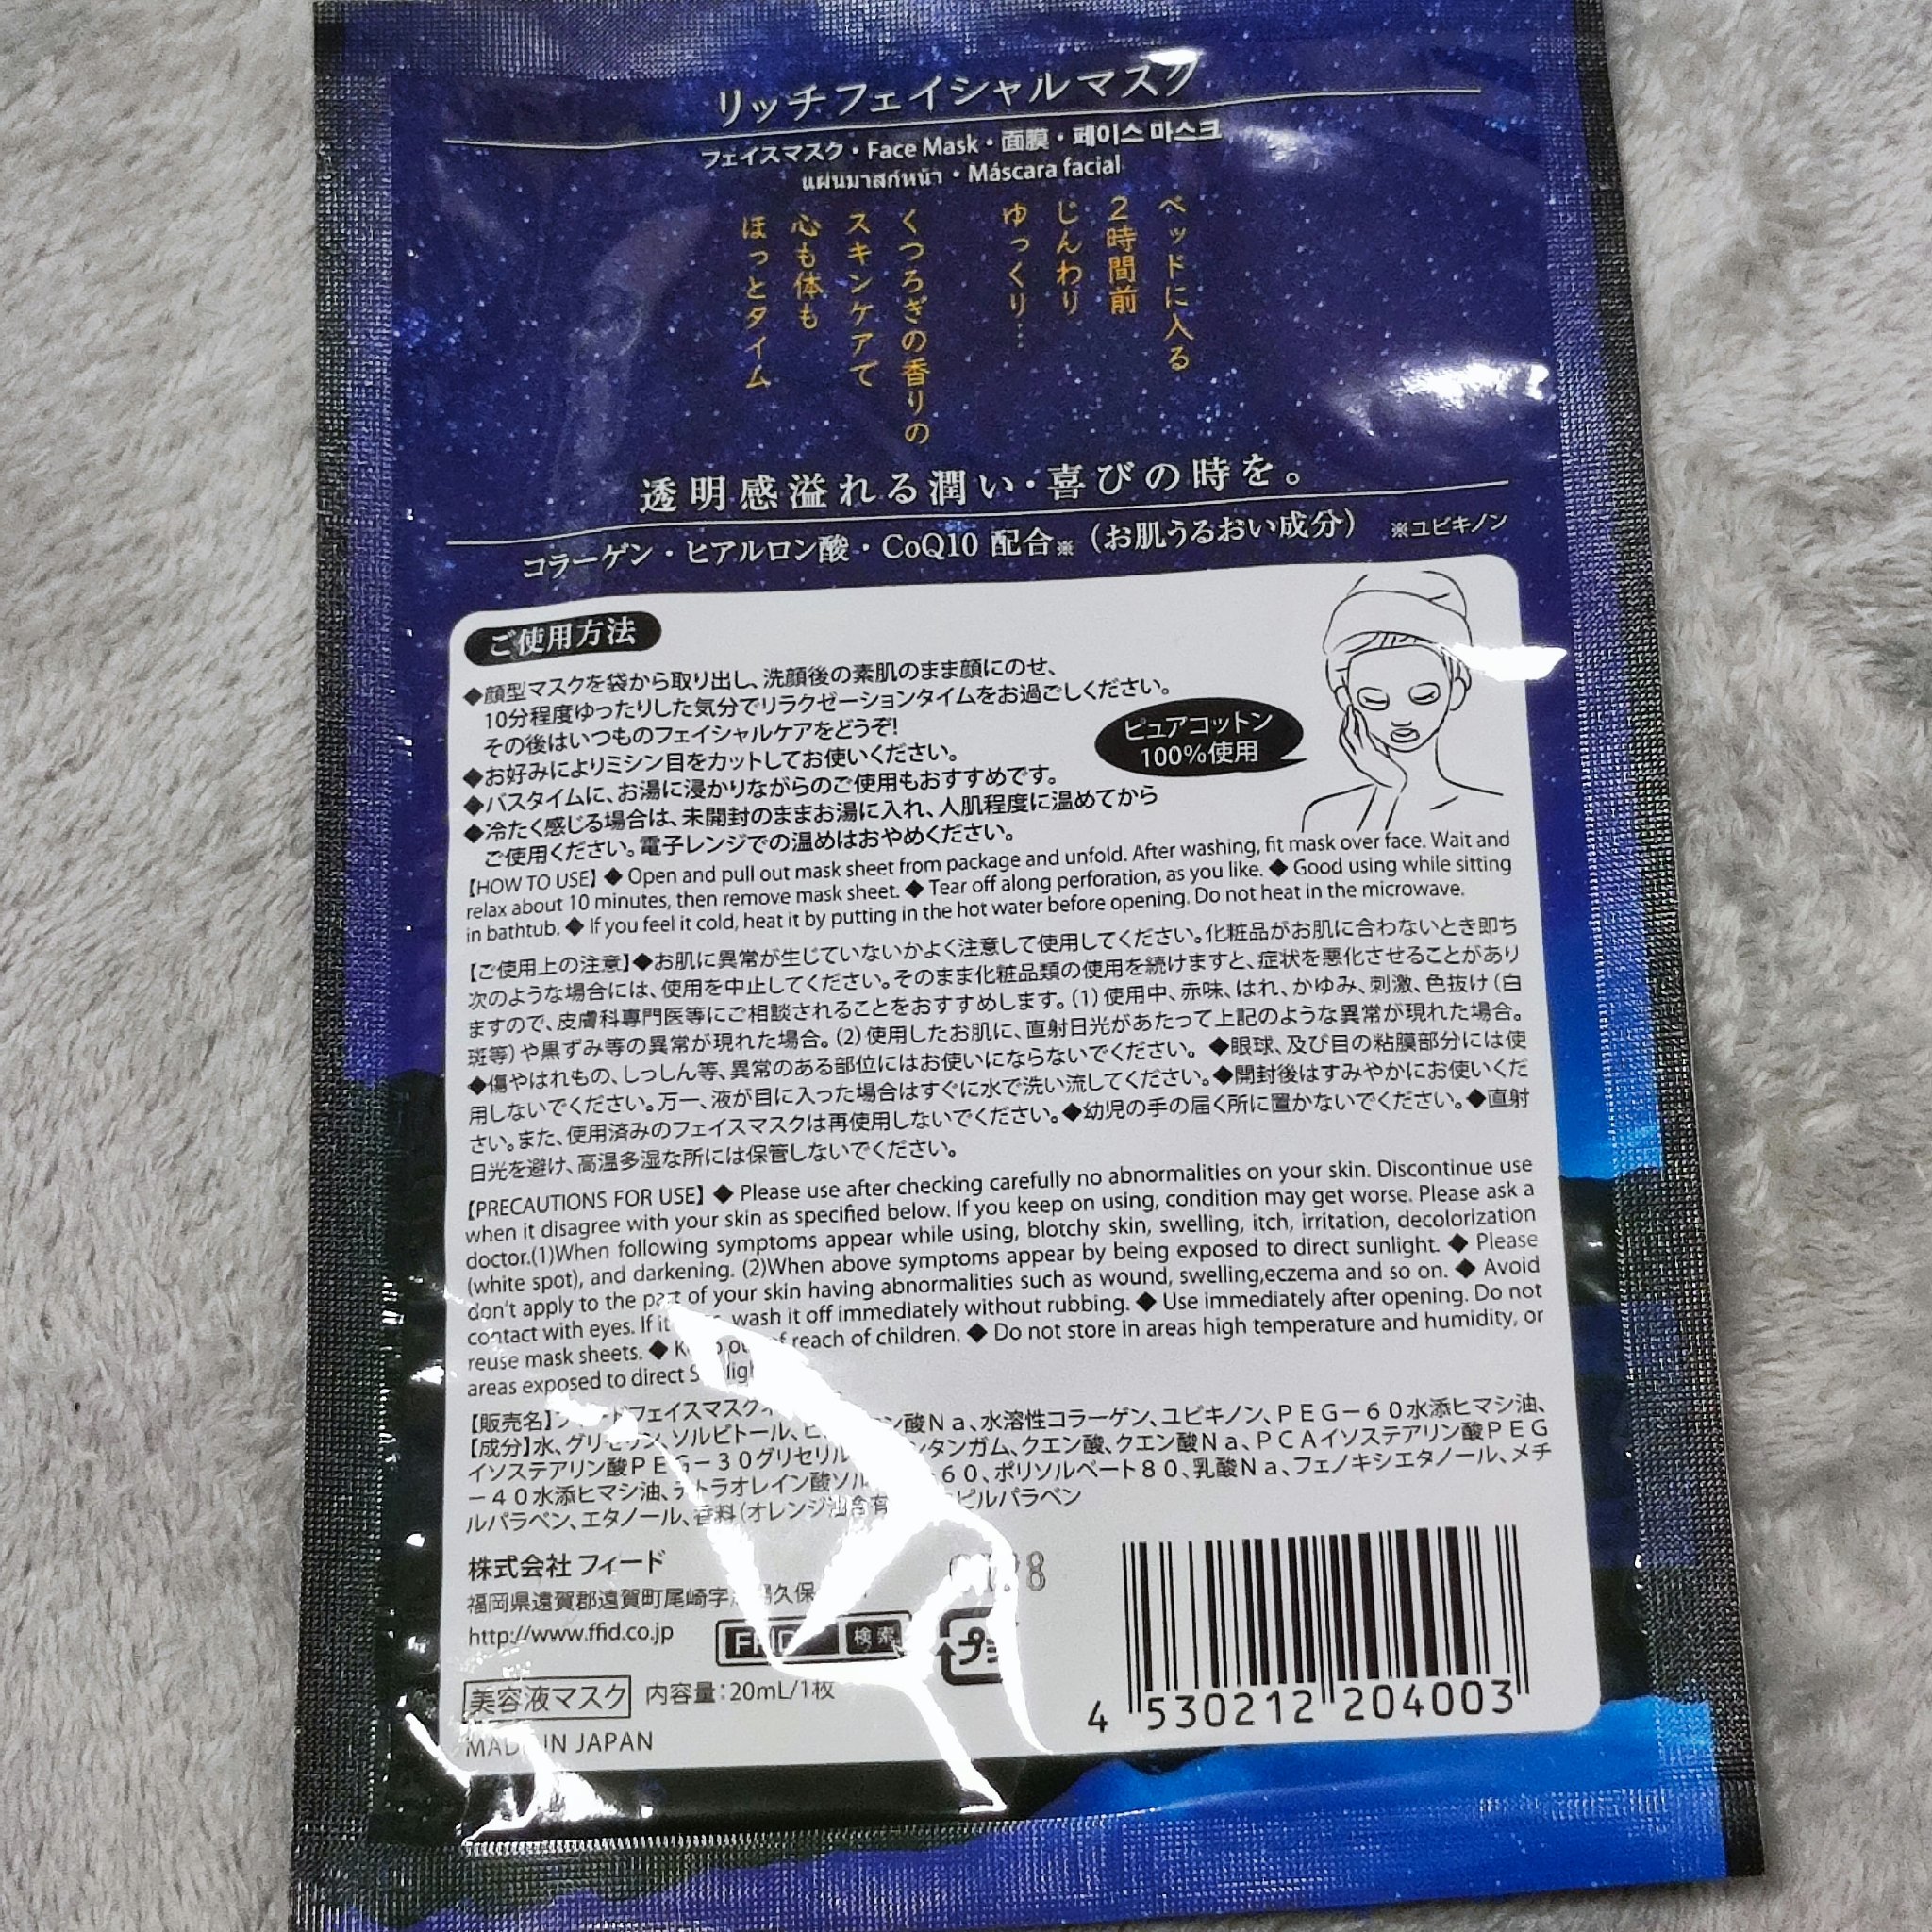 リッチフェイシャルマスク
フェイスマスク・Face Mask・面膜・페이스 마스크
แผ่นมาสก์หน้า・Máscara facial
ベッドに入る
2時間前
じんわり
ゆっくり…
くつろぎの香りの
スキンケアで
心も体も
ほっとタイム
透明感溢れる潤い・喜びの時を。
コラーゲン・ヒアルロン酸・CoQ10 配合※（お肌うるおい成分） ※ユビキノン
ご使用方法
◆顔型マスクを袋から取り出し、洗顔後の素肌のまま顔にのせ、
10分程度ゆったりした気分でリラクゼーションタイムをお過ごしください。
その後はいつものフェイシャルケアをどうぞ!
◆お好みによりミシン目をカットしてお使いください。
◆バスタイムに、お湯に浸かりながらのご使用もおすすめです。
◆冷たく感じる場合は、未開封のままお湯に入れ、人肌程度に温めてから
ご使用ください。電子レンジでの温めはおやめください。
ピュアコットン
100%使用
【HOW TO USE】◆ Open and pull out mask sheet from package and unfold. After washing, fit mask over face. Wait and
relax about 10 minutes, then remove mask sheet. ◆ Tear off along perforation, as you like. ◆ Good using while sitting
in bathtub. ◆ If you feel it cold, heat it by putting in the hot water before opening. Do not heat in the microwave.
【ご使用上の注意】◆お肌に異常が生じていないかよく注意して使用してください。化粧品がお肌に合わないとき即ち
次のような場合には、使用を中止してください。そのまま化粧品類の使用を続けますと、症状を悪化させることがあり
ますので、皮膚科専門医等にご相談されることをおすすめします。（1）使用中、赤味、はれ、かゆみ、刺激、色抜け（白
斑等）や黒ずみ等の異常が現れた場合。（2）使用したお肌に、直射日光があたって上記のような異常が現れた場合。
◆傷やはれもの、しっしん等、異常のある部位にはお使いにならないでください。◆眼球、及び目の粘膜部分には使
用しないでください。万一、液が目に入った場合はすぐに水で洗い流してください。◆開封後はすみやかにお使いくだ
さい。また、使用済みのフェイスマスクは再使用しないでください。◆幼児の手の届く所に置かないでください。◆直射
日光を避け、高温多湿な所には保管しないでください。
【PRECAUTIONS FOR USE】◆ Please use after checking carefully no abnormalities on your skin. Discontinue use
when it disagree with your skin as specified below. If you keep on using, condition may get worse. Please ask a
doctor.(1)When following symptoms appear while using, blotchy skin, swelling, itch, irritation, decolorization
(white spot), and darkening. (2)When above symptoms appear by being exposed to direct sunlight. ◆ Please
don't apply to the part of your skin having abnormalities such as wound, swelling,eczema and so on. ◆ Avoid
contact with eyes. If it wash it off immediately without rubbing. ◆ Use immediately after opening. Do not
reuse mask sheets. ◆ Keep out of reach of children. ◆ Do not store in areas high temperature and humidity, or
areas exposed to direct
【販売名】 フェイスマスク
【成分】水、グリセリン、ソルビトール、 酸Ｎａ、水溶性コラーゲン、ユビキノン、ＰＥＧ－６０水添ヒマシ油、
イソステアリン酸ＰＥＧ－３０グリセリル タンガム、クエン酸、クエン酸Ｎａ、ＰＣＡイソステアリン酸ＰＥＧ
－４０水添ヒマシ油、テトラオレイン酸ソル ６０、ポリソルベート８０、乳酸Ｎａ、フェノキシエタノール、メチ
ルパラベン、エタノール、香料（オレンジ油含有 ピルパラベン
株式会社 フィード
福岡県遠賀郡遠賀町尾崎字 久保
http://www.ffid.co.jp
検索
プラ
美容液マスク 内容量：20mL/1枚
MADE IN JAPAN
4 530212 204003